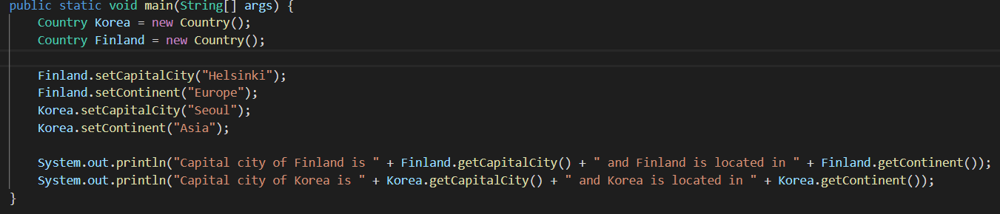 public static void main(String[] args) {
Country Korea = new Country();
Country Finland = new Country();
Finland.setCapitalCity("Helsinki");
Finland.setContinent("Europe");
Korea.setCapitalCity("Seoul");
Korea.setContinent("Asia");
System.out.println("Capital city of Finland is " + Finland.getCapitalCity() + " and Finland is located in " + Finland.getContinent());
System.out.println("Capital city of Korea is " + Korea.getCapitalCity() + " and Korea is located in " + Korea.getContinent());
}